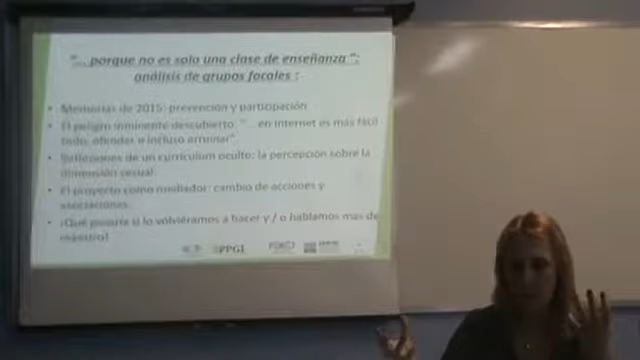 "... porque no es solo una clase de enseñanza ":
análisis de grupos focales :
• Memorias de 2015: prevención y participación
• El peligro inminente descubierto: " ... en internet es más fácil
todo, ofender e incluso arruinar"
• Reflexiones de un currículum oculto: la percepción sobre la
dimensión sexual.
• El proyecto como mediador: cambio de acciones y
asociaciones.
• ¡Qué pasaría si lo volviéramos a hacer y / o hablamos mas de
nuestro!
PPGI